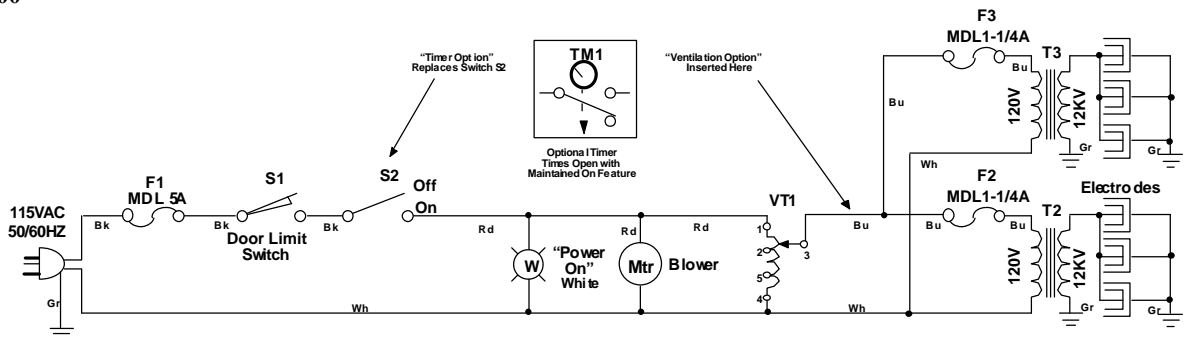 F3
MDL1-1/4A
T3
"Timer Option"
Replaces Switch S2
TM1
"Ventilation Option"
Inserted Here
Bu
120V
12KV
Bu
Gr
Gr
Optional Timer
Times Open with
Maintained On Feature
Wh
F1
MDL 5A
S1
S2
Off
On
F2
MDL1-1/4A
Electrodes
115VAC
50/60HZ
Bk
Bk
Bk
Door Limit
Switch
Rd
Rd
Rd
VT1
1
2
3
5
4
Bu
Bu
Bu
T2
W
"Power
On"
White
Mtr
Blower
120V
12KV
Gr
Gr
Gr
Wh
Wh